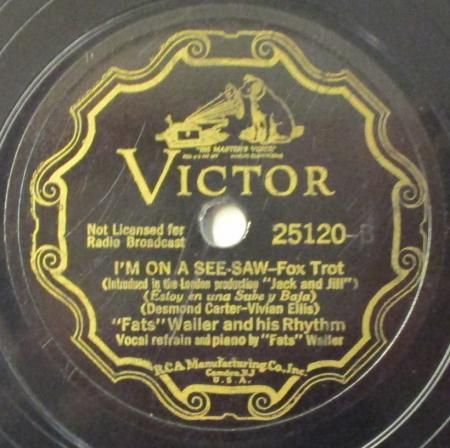 "HIS MASTER'S VOICE"
VICTOR
Not Licensed for
Radio Broadcast
25120-B
I'M ON A SEE-SAW—Fox Trot
(Introduced in the London production "Jack and Jill")
(Estoy en una Sube y Baja)
(Desmond Carter-Vivian Ellis)
"Fats" Waller and his Rhythm
Vocal refrain and piano by "Fats" Waller
R.C.A. Manufacturing Co., Inc.
Camden, N.J.
U.S.A.